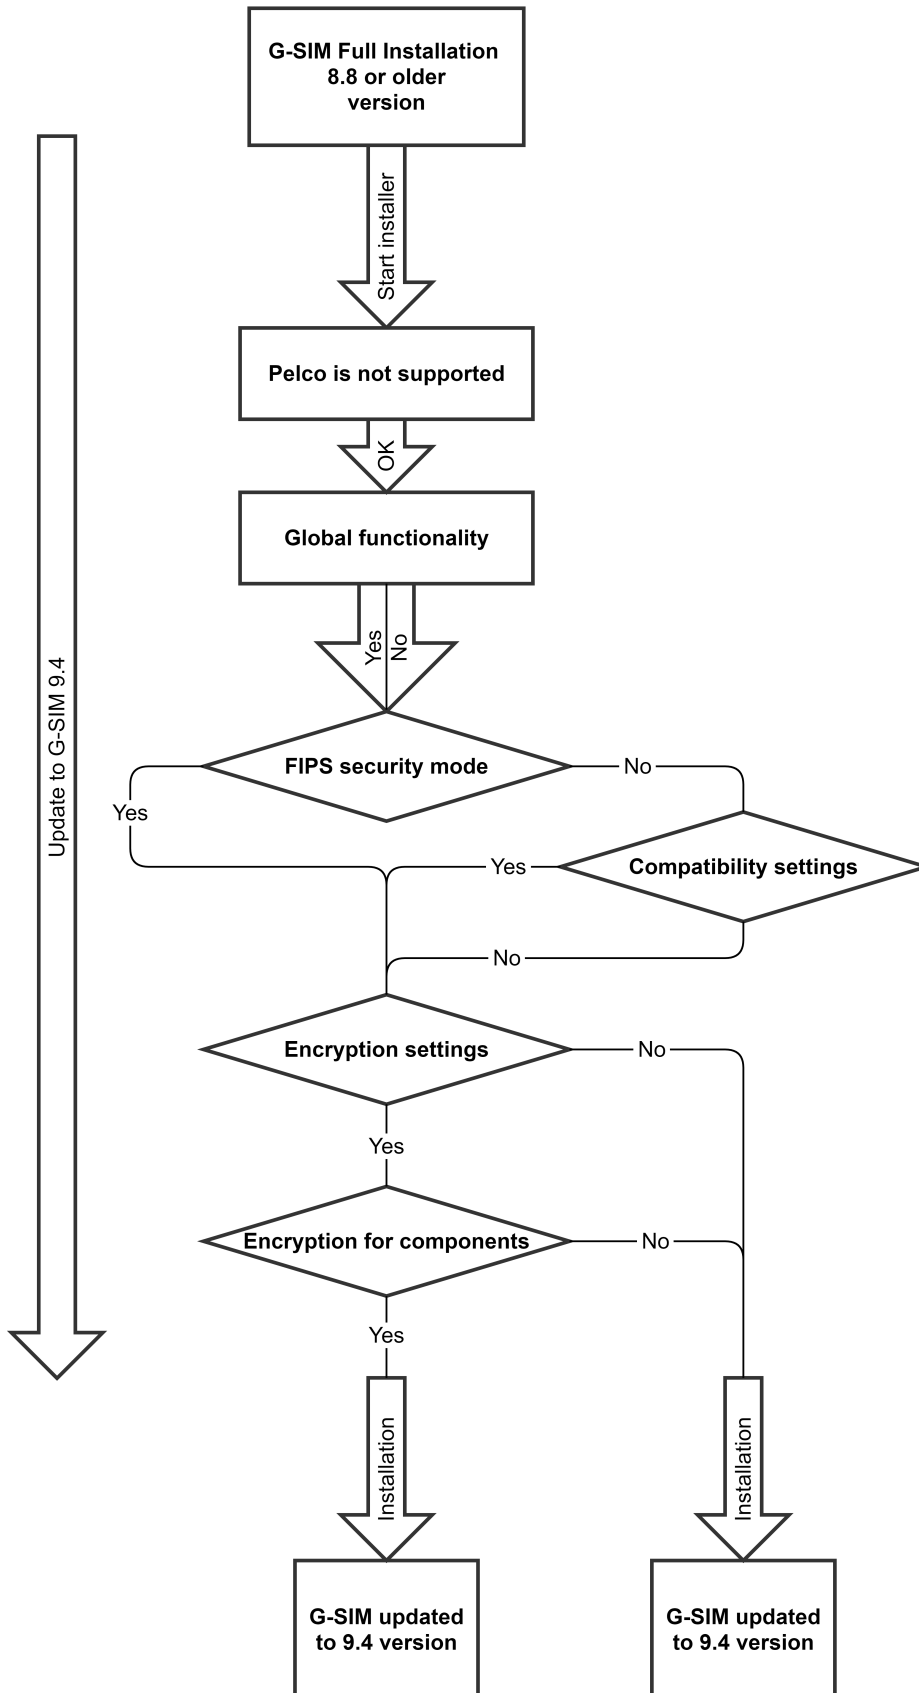 G-SIM Full Installation
8.8 or older
version
Start installer
Pelco is not supported
OK
Global functionality
Yes
No
FIPS security mode
No
Yes
Compatibility settings
Yes
No
Update to G-SIM 9.4
Encryption settings
No
Yes
Encryption for components
No
Yes
Installation
Installation
G-SIM updated
to 9.4 version
G-SIM updated
to 9.4 version